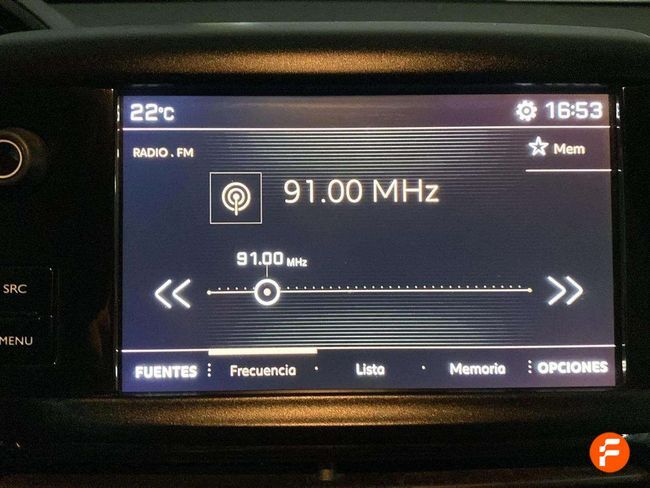 22°C 16:53
RADIO . FM
Mem
91.00 MHz
91.00 MHz
SRC
MENU
FUENTES Frecuencia Lista Memoria OPCIONES